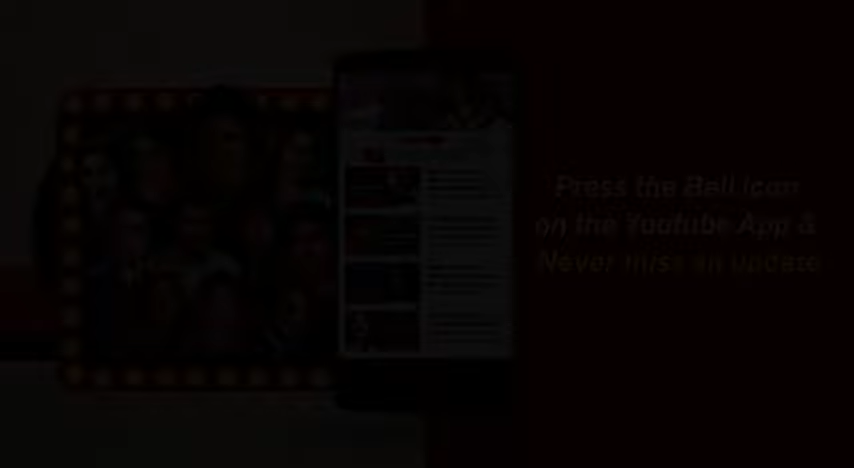 Press the Bell icon
on the Youtube App &
Never miss an update